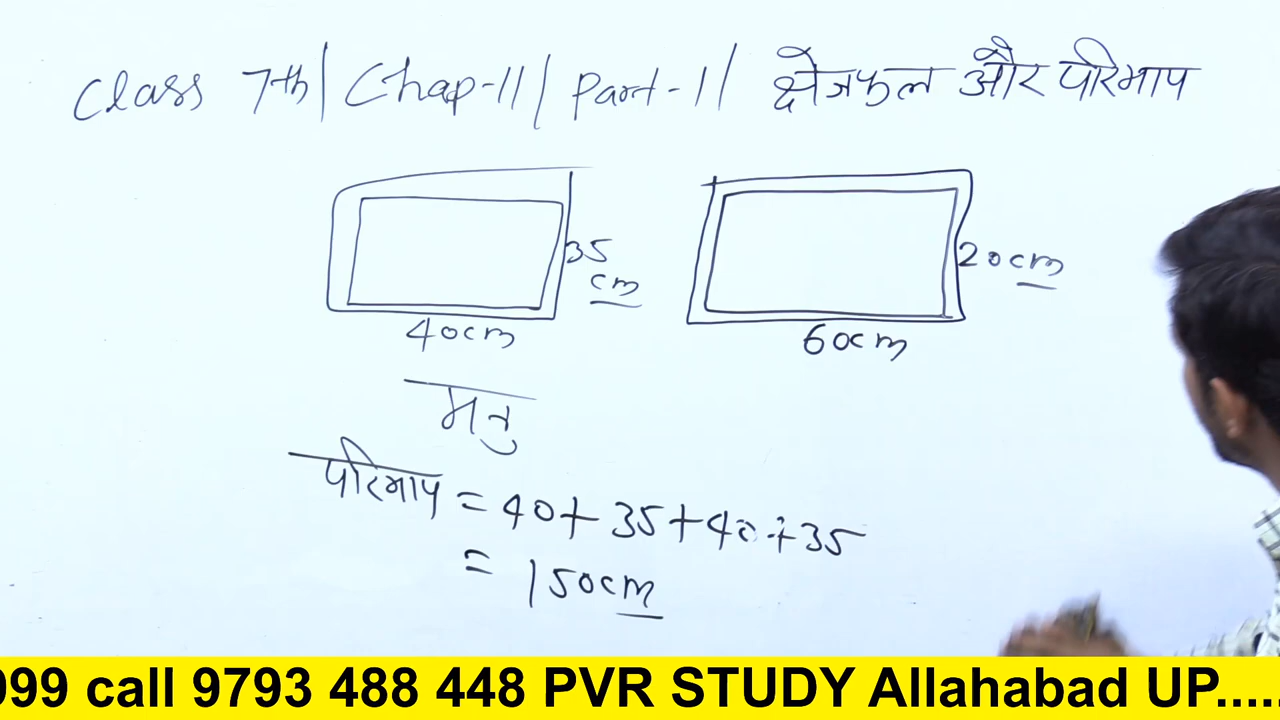 Class 7th | Chap-11 | Part-1 | क्षेत्रफल और परिमाप
35
cm
40cm
20cm
60cm
मनु
परिमाप = 40+ 35+40+35
= 150cm
999 call 9793 488 448 PVR STUDY Allahabad UP.....